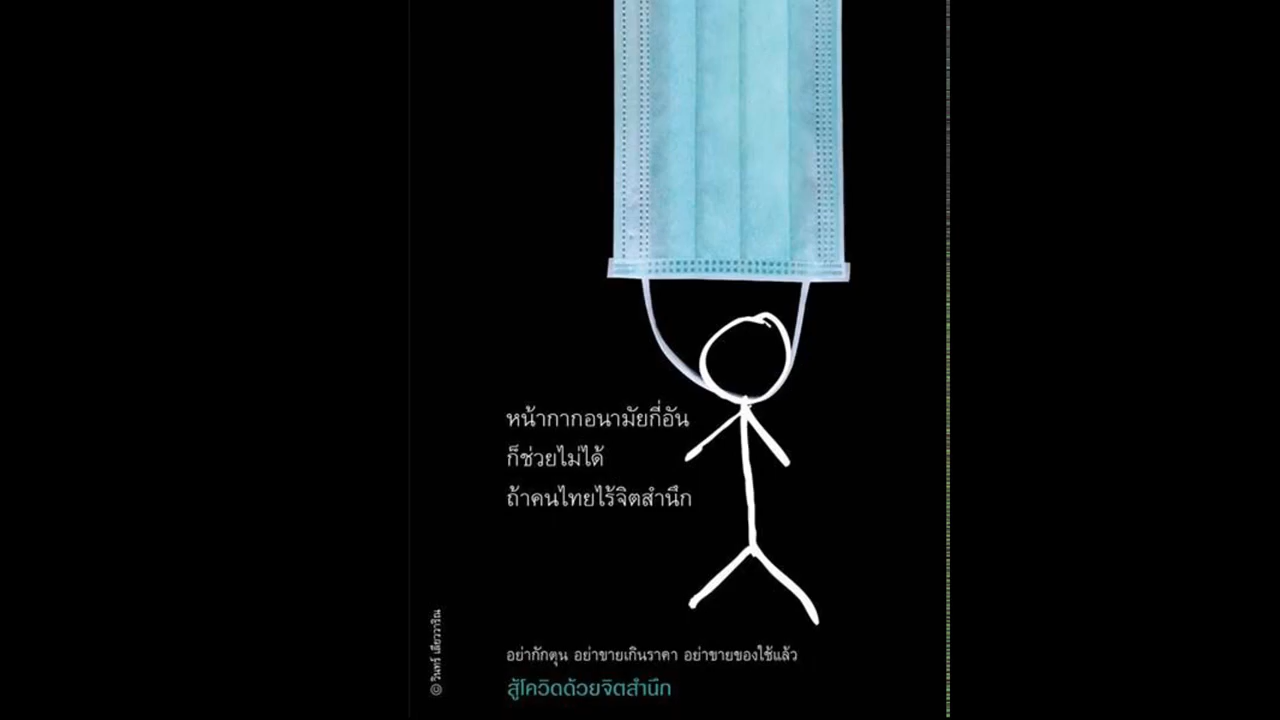 หน้ากากอนามัยกี่อัน
ก็ช่วยไม่ได้
ถ้าคนไทยไร้จิตสำนึก
อย่ากักตุน อย่าขายเกินราคา อย่าขายของใช้แล้ว
สู้โควิดด้วยจิตสำนึก
© วินทร์ เลียววาริณ